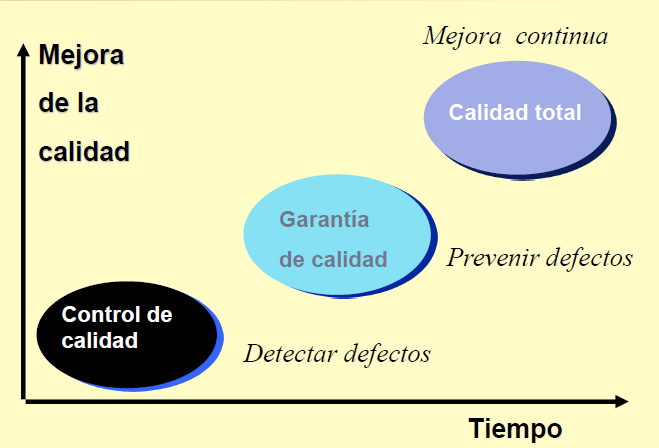 Mejora continua
Mejora
de la
calidad
Calidad total
Garantía
de calidad
Prevenir defectos
Control de
calidad
Detectar defectos
Tiempo